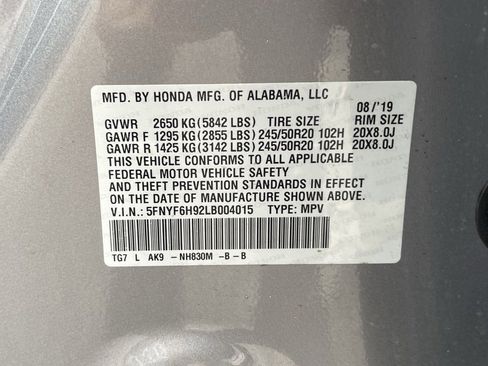 MFD. BY HONDA MFG. OF ALABAMA, LLC 08/'19
GVWR 2650 KG(5842 LBS) TIRE SIZE RIM SIZE
GAWR F 1295 KG(2855 LBS)245/50R20 102H 20X8.0J
GAWR R 1425 KG(3142 LBS)245/50R20 102H 20X8.0J
THIS VEHICLE CONFORMS TO ALL APPLICABLE
FEDERAL MOTOR VEHICLE SAFETY
AND THEFT PREVENTION STANDARDS IN EFFECT
ON THE DATE OF MANUFACTURE SHOWN ABOVE.
V.I.N.: 5FNYF6H92LB004015 TYPE: MPV
TG7 L AK9 -NH830M -B -B